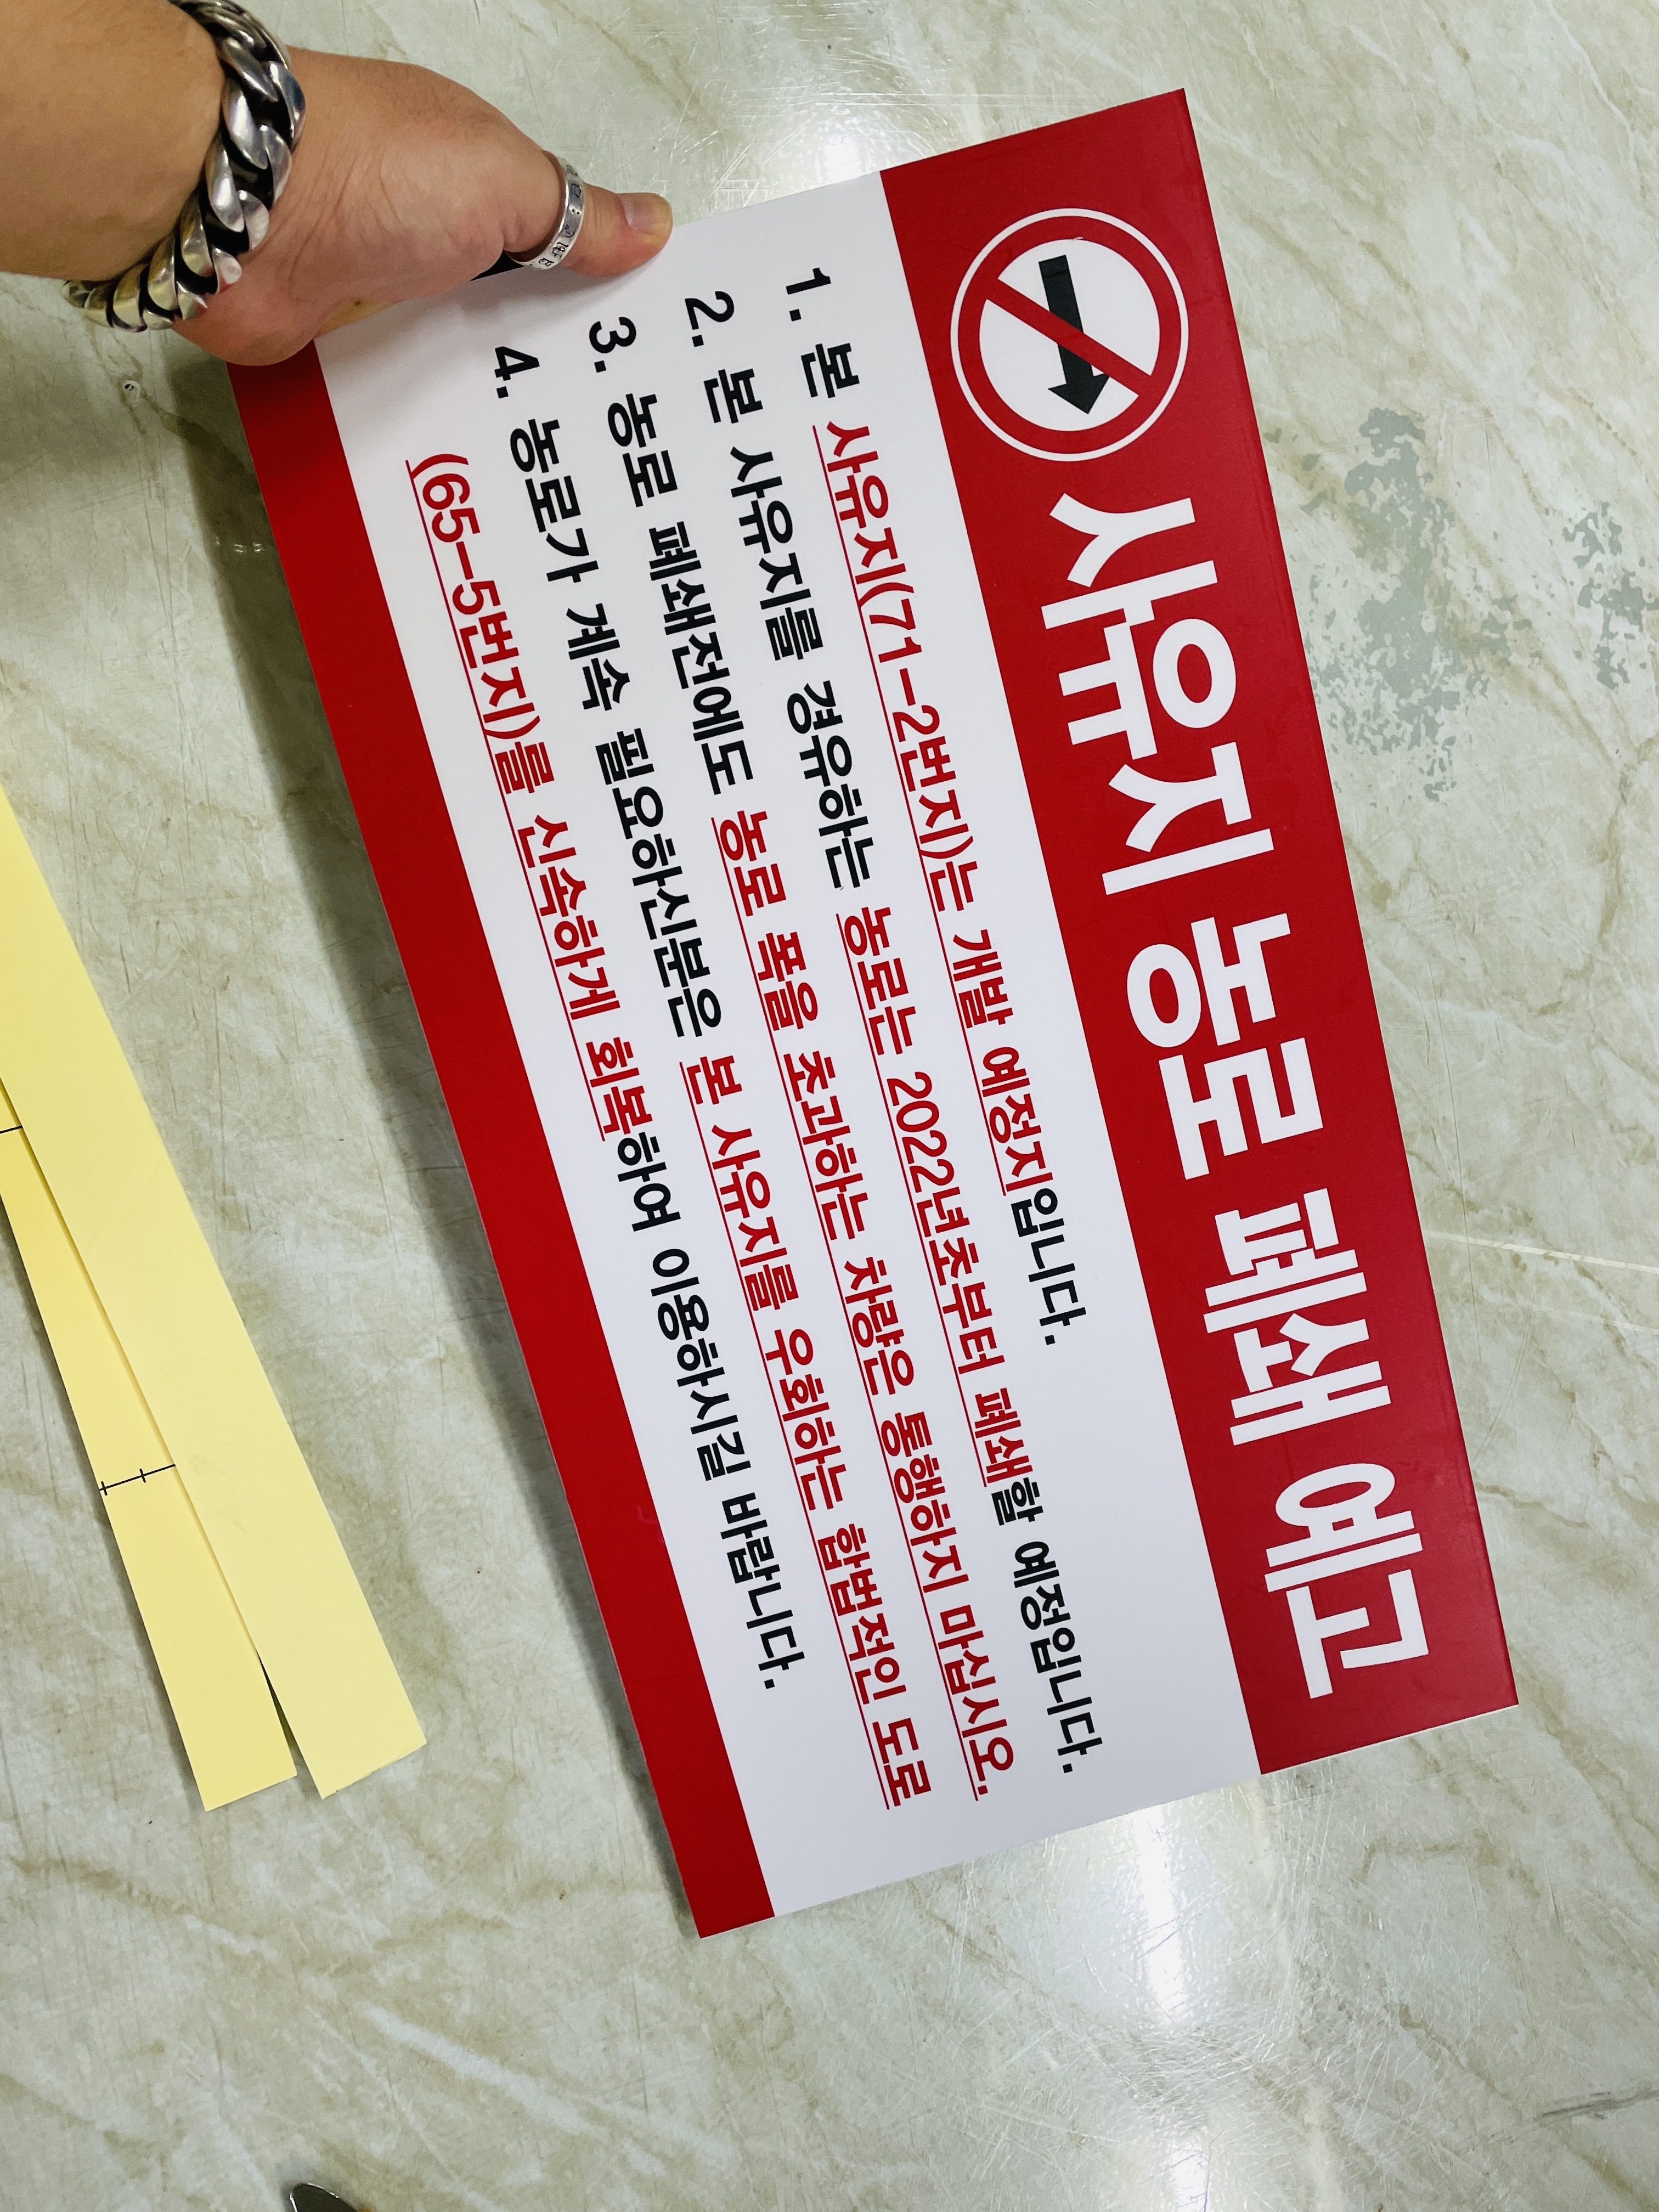 사유지 농로 폐쇄 예고
1. 본 사유지(71-2번지)는 개발 예정지입니다.
2. 본 사유지를 경유하는 농로는 2022년초부터 폐쇄할 예정입니다.
3. 농로 폐쇄전에도 농로 폭을 초과하는 차량은 통행하지 마십시오.
4. 농로가 계속 필요하신분은 본 사유지를 우회하는 합법적인 도로
(65-5번지)를 신속하게 회복하여 이용하시길 바랍니다.